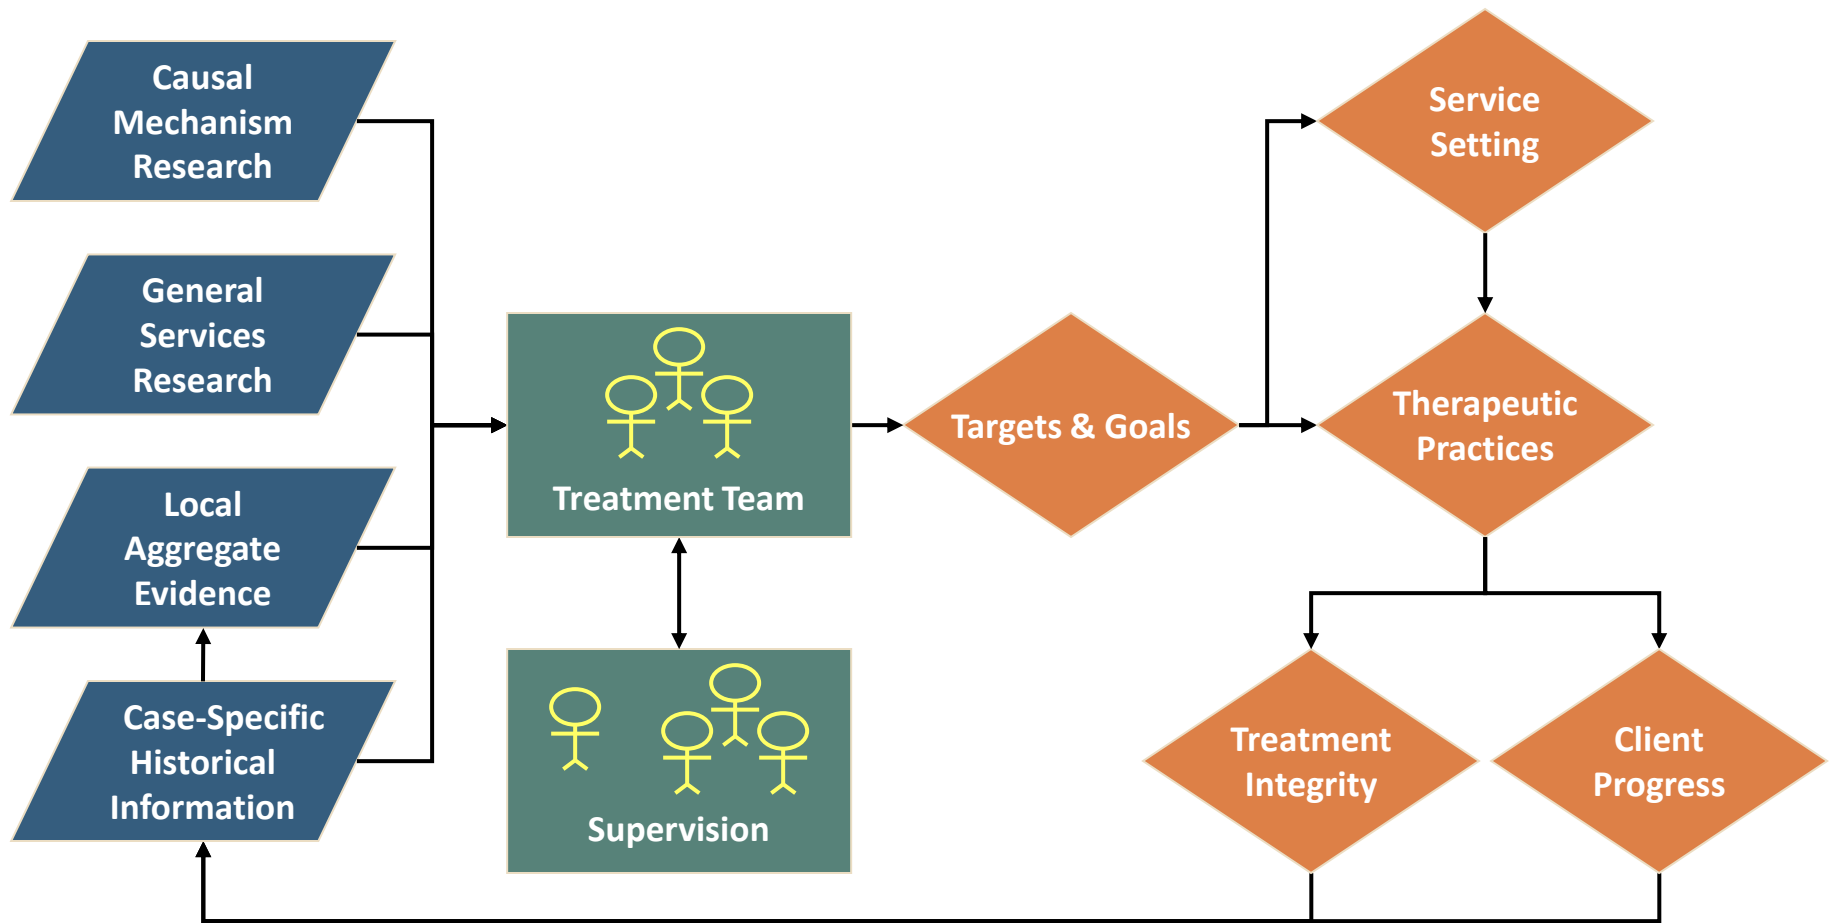 Causal
Mechanism
Research
General
Services
Research
Local
Aggregate
Evidence
Case-Specific
Historical
Information
Treatment Team
Supervision
Targets & Goals
Service
Setting
Therapeutic
Practices
Treatment
Integrity
Client
Progress